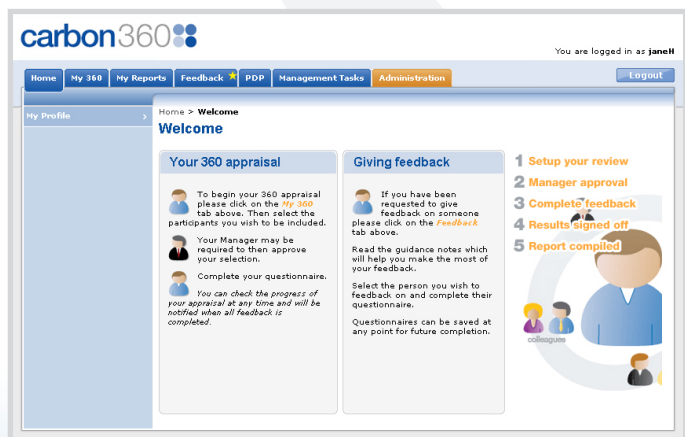 carbon360
You are logged in as janeH
Home
My 360
My Reports
Feedback
PDP
Management Tasks
Administration
Logout
My Profile >
Home > Welcome
Welcome
Your 360 appraisal
To begin your 360 appraisal
please click on the My 360
tab above. Then select the
participants you wish to be included.
Your Manager may be
required to then approve
your selection.
Complete your questionnaire.
You can check the progress of
your appraisal at any time and will be
notified when all feedback is
completed.
Giving feedback
If you have been
requested to give
feedback on someone
please click on the Feedback
tab above.
Read the guidance notes which
will help you make the most of
your feedback.
Select the person you wish to
feedback on and complete their
questionnaire.
Questionnaires can be saved at
any point for future completion.
1 Setup your review
2 Manager approval
3 Complete feedback
4 Results signed off
5 Report compiled
colleagues